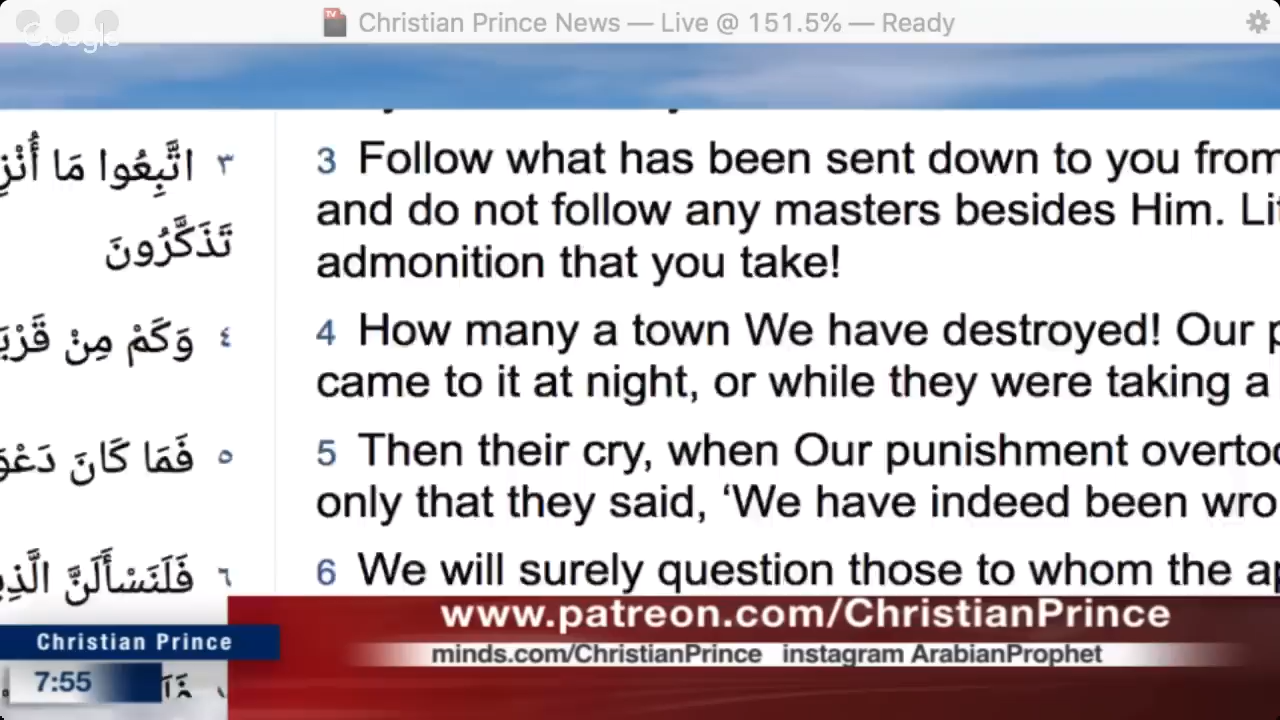 Christian Prince News — Live @ 151.5% — Ready
Google
اتَّبِعُوا مَا أُنْزِ ٣
تَذَكَّرُونَ
3 Follow what has been sent down to you from
and do not follow any masters besides Him. Lit
admonition that you take!
وَكَمْ مِنْ قَرْيَ ٤
4 How many a town We have destroyed! Our p
came to it at night, or while they were taking a
فَمَا كَانَ دَعْوَ ٥
5 Then their cry, when Our punishment overtoo
only that they said, ‘We have indeed been wro
فَلَنَسْأَلَنَّ الَّذِي ٦
6 We will surely question those to whom the ap
www.patreon.com/ChristianPrince
Christian Prince
minds.com/ChristianPrince instagram ArabianProphet
7:55